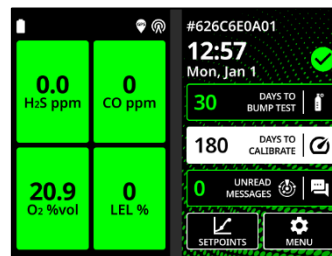 0.0
H₂S ppm
0
CO ppm
20.9
O₂ %vol
0
LEL %
#626C6E0A01
12:57
Mon, Jan 1
30 DAYS TO
BUMP TEST
180 DAYS TO
CALIBRATE
0 UNREAD
MESSAGES
SETPOINTS
MENU